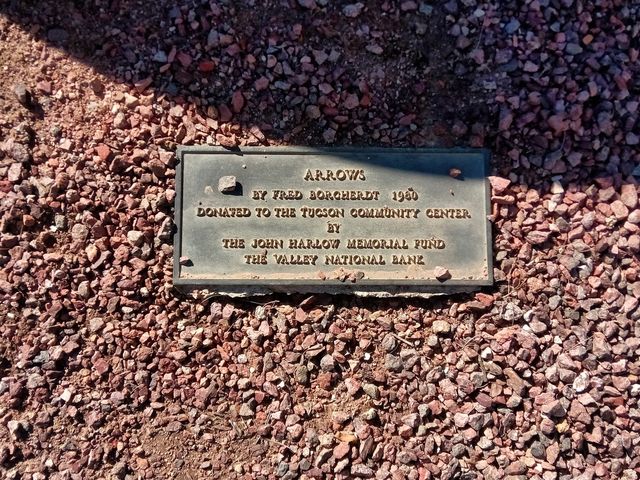 ARROWS
BY FRED BORCHERDT 1980
DONATED TO THE TUCSON COMMUNITY CENTER
BY
THE JOHN HARLOW MEMORIAL FUND
THE VALLEY NATIONAL BANK